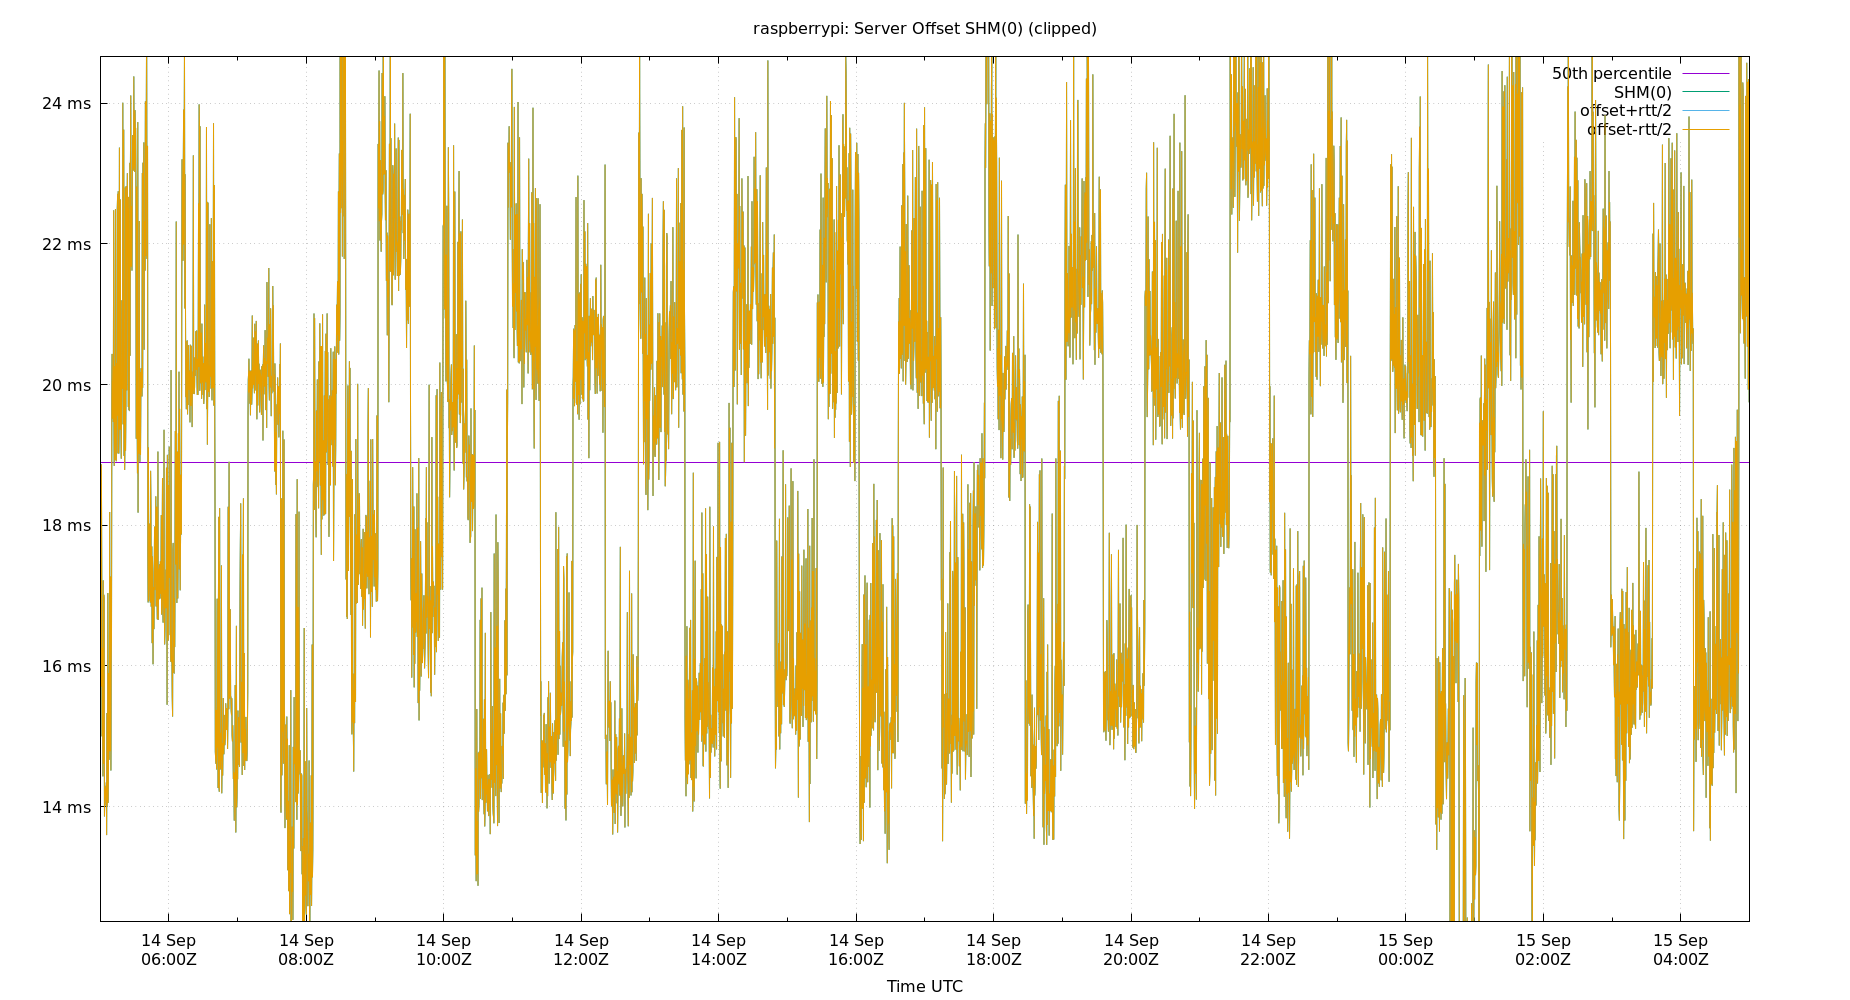 raspberrypi: Server Offset SHM(0) (clipped)
50th percentile
SHM(0)
offset+rtt/2
offset-rtt/2
24 ms
22 ms
20 ms
18 ms
16 ms
14 ms
14 Sep 14 Sep 14 Sep 14 Sep 14 Sep 14 Sep 14 Sep 14 Sep 14 Sep 15 Sep 15 Sep 15 Sep
06:00Z 08:00Z 10:00Z 12:00Z 14:00Z 16:00Z 18:00Z 20:00Z 22:00Z 00:00Z 02:00Z 04:00Z
Time UTC